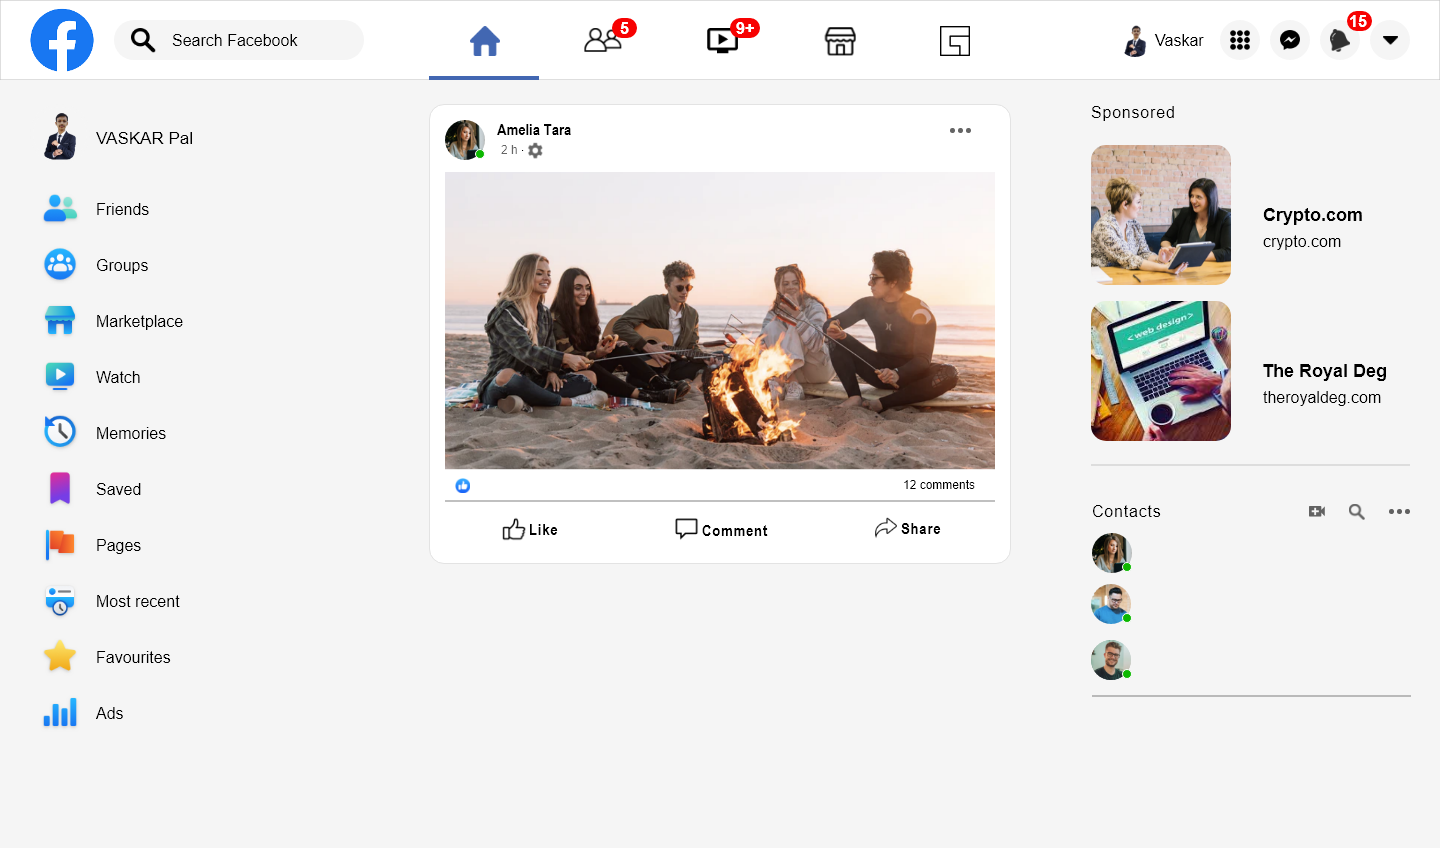 Search Facebook
5
9+
Vaskar
15
VASKAR Pal
Friends
Groups
Marketplace
Watch
Memories
Saved
Pages
Most recent
Favourites
Ads
Amelia Tara
2 h ·
12 comments
Like
Comment
Share
Sponsored
Crypto.com
crypto.com
<web design>
The Royal Deg
theroyaldeg.com
Contacts